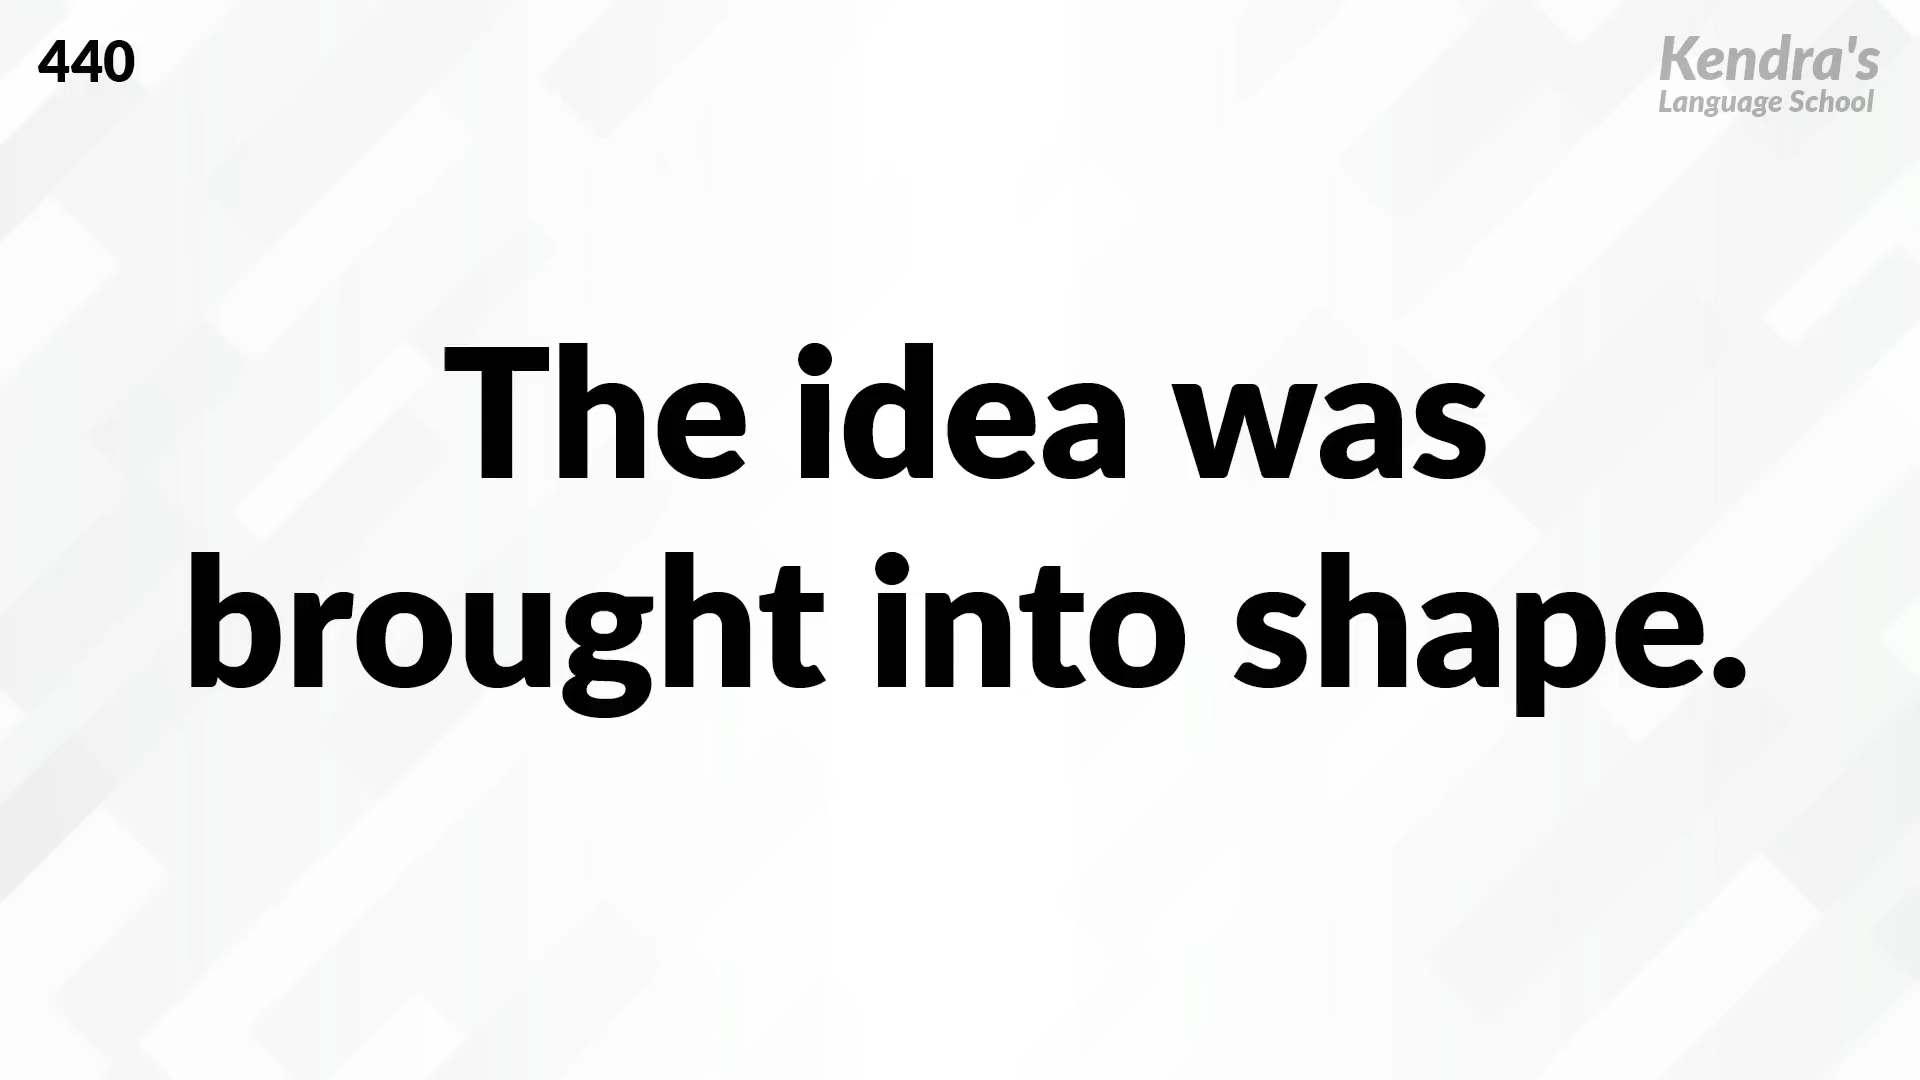 440
Kendra's
Language School
The idea was
brought into shape.